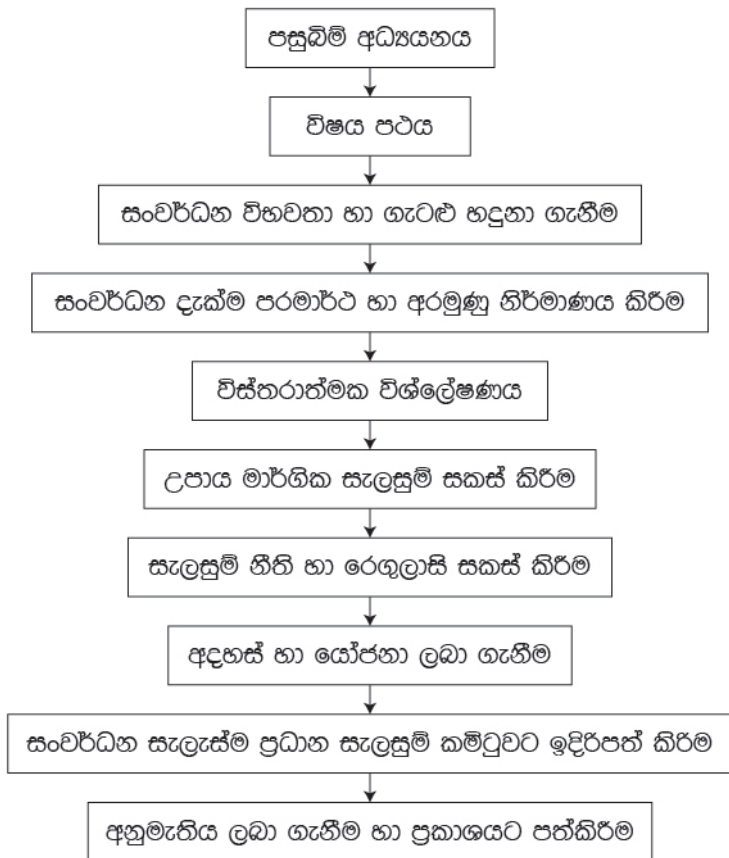 පසුබිම් අධ්‍යයනය
විෂය පථය
සංවර්ධන විභවතා හා ගැටළු හදුනා ගැනීම
සංවර්ධන දැක්ම පරමාර්ථ හා අරමුණු නිර්මාණය කිරීම
විස්තරාත්මක විශ්ලේෂණය
උපාය මාර්ගික සැලසුම් සකස් කිරීම
සැලසුම් නීති හා රෙගුලාසි සකස් කිරීම
අදහස් හා යෝජනා ලබා ගැනීම
සංවර්ධන සැලැස්ම ප්‍රධාන සැලසුම් කමිටුවට ඉදිරිපත් කිරිම
අනුමැතිය ලබා ගැනීම හා ප්‍රකාශයට පත්කිරීම